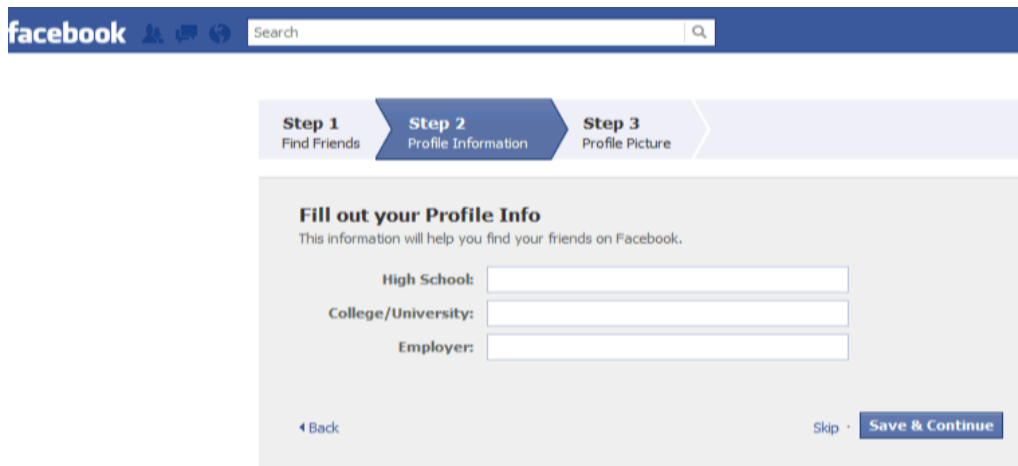 facebook Search
Step 1 Step 2 Step 3
Find Friends Profile Information Profile Picture
Fill out your Profile Info
This information will help you find your friends on Facebook.
High School:
College/University:
Employer:
Back Skip · Save & Continue